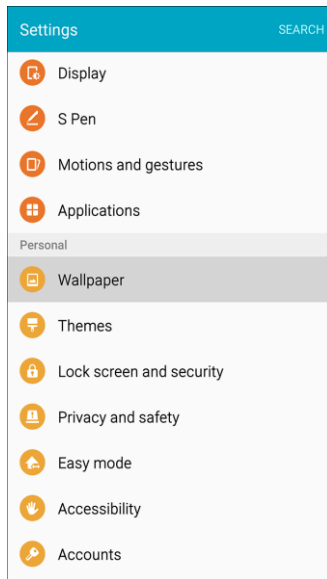 Settings SEARCH
Display
S Pen
Motions and gestures
Applications
Personal
Wallpaper
Themes
Lock screen and security
Privacy and safety
Easy mode
Accessibility
Accounts